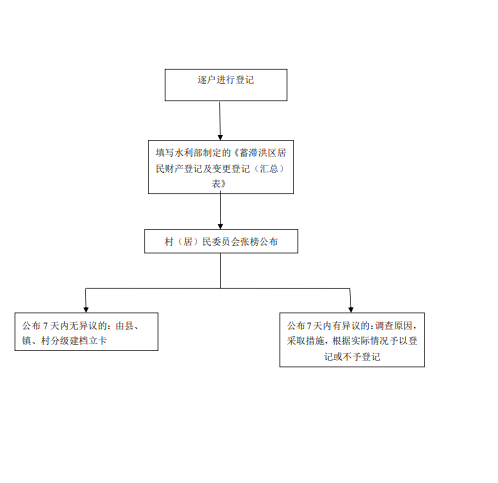 逐户进行登记
填写水利部制定的《蓄滞洪区居
民财产登记及变更登记（汇总）
表》
村（居）民委员会张榜公布
公布 7 天内无异议的：由县、
镇、村分级建档立卡
公布 7 天内有异议的：调查原因，
采取措施，根据实际情况予以登
记或不予登记